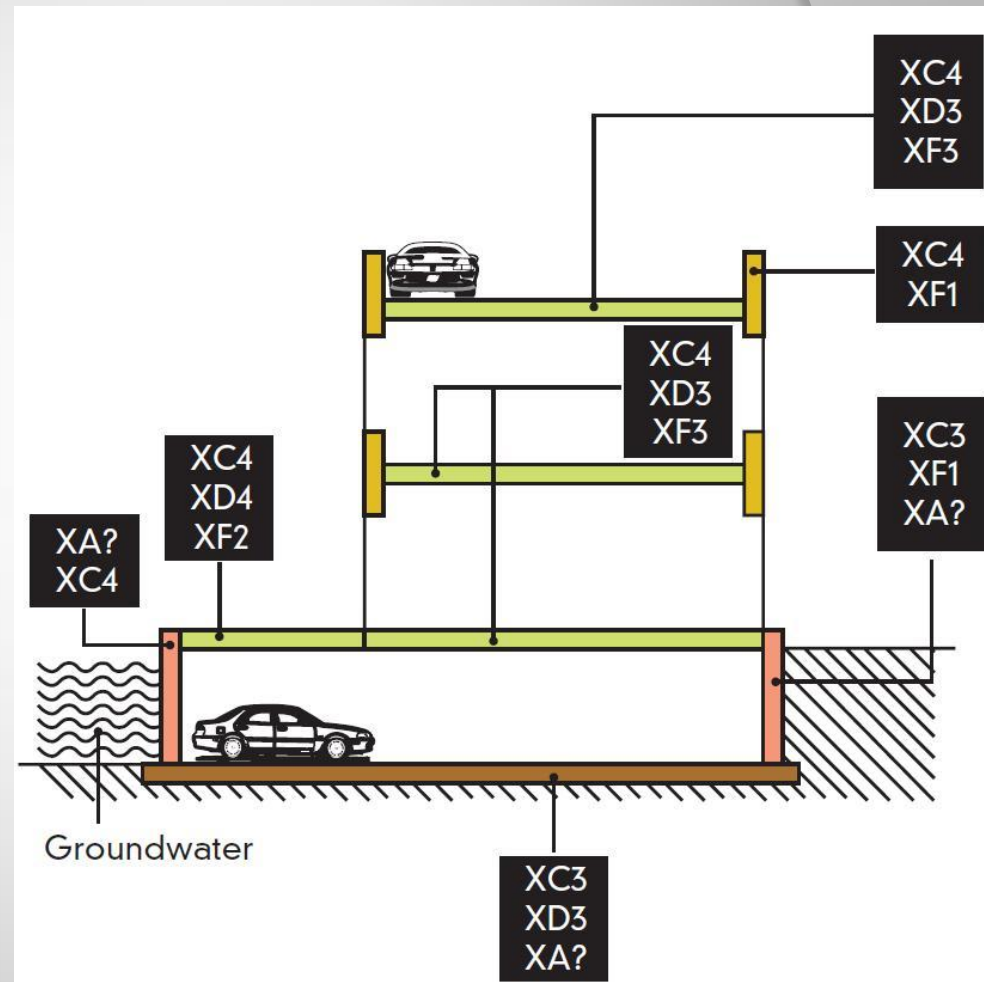 XC4
XD3
XF3
XC4
XF1
XC4
XD3
XF3
XC3
XF1
XA?
XC4
XD4
XF2
XA?
XC4
Groundwater
XC3
XD3
XA?